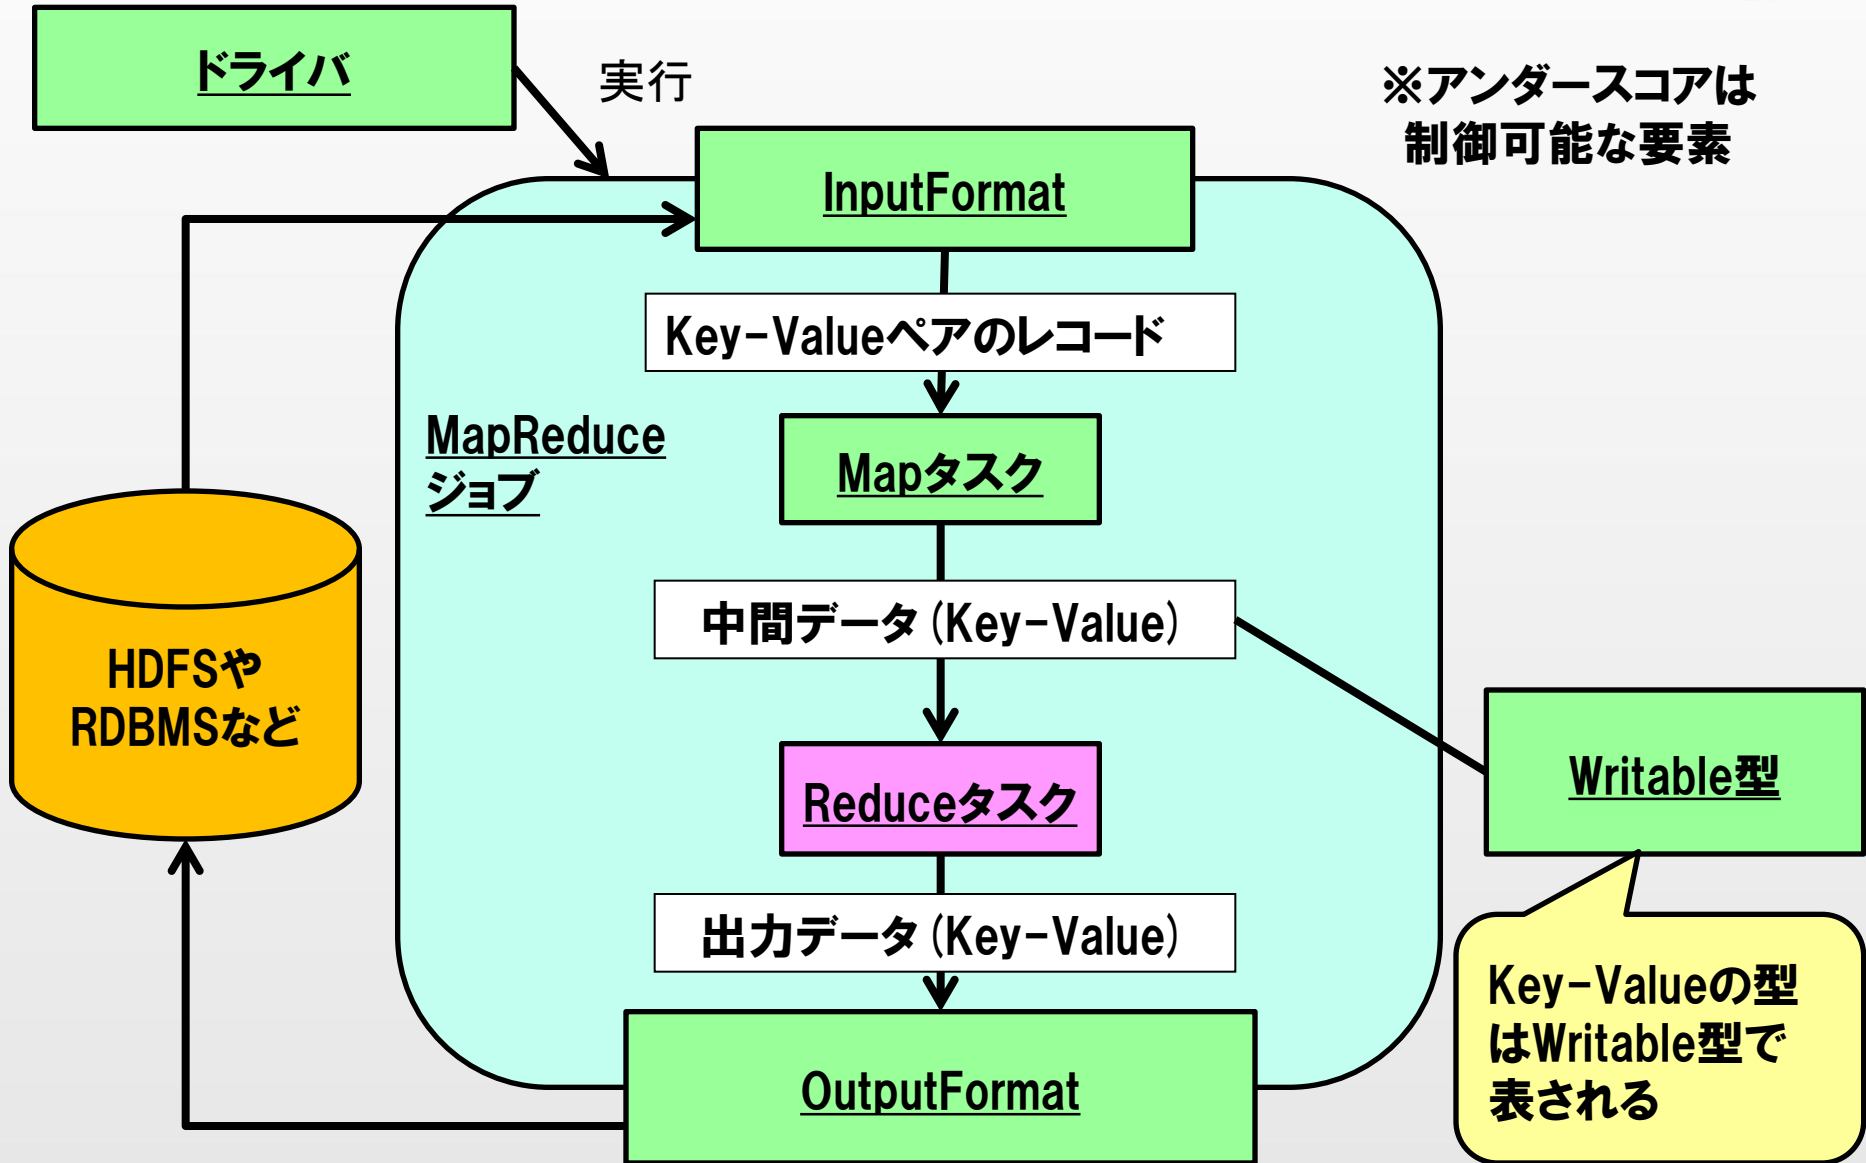 ドライバ
実行
※アンダースコアは
制御可能な要素
InputFormat
Key-Valueペアのレコード
MapReduce
ジョブ
Mapタスク
中間データ(Key-Value)
HDFSや
RDBMSなど
Writable型
Reduceタスク
出力データ(Key-Value)
Key-Valueの型
はWritable型で
表される
OutputFormat